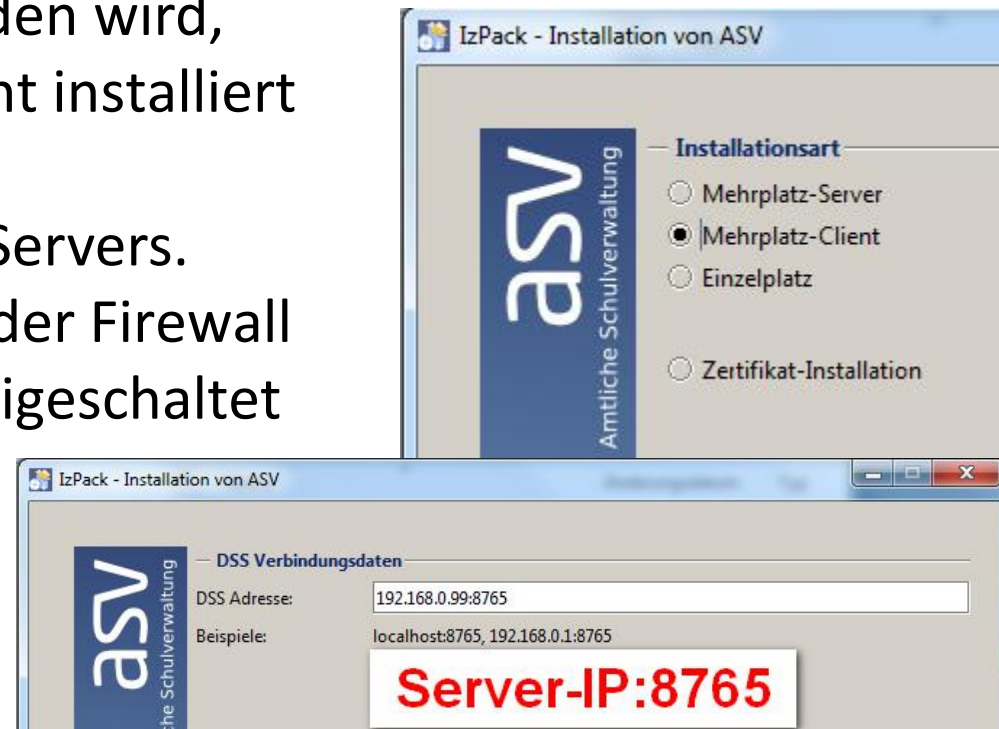 den wird,
nt installiert
Servers.
der Firewall
eigeschaltet
IzPack - Installation von ASV
asv
Amtliche Schulverwaltung
Installationsart
Mehrplatz-Server
Mehrplatz-Client
Einzelplatz
Zertifikat-Installation
IzPack - Installation von ASV
asv
che Schulverwaltung
DSS Verbindungsdaten
DSS Adresse: 192.168.0.99:8765
Beispiele: localhost:8765, 192.168.0.1:8765
Server-IP:8765